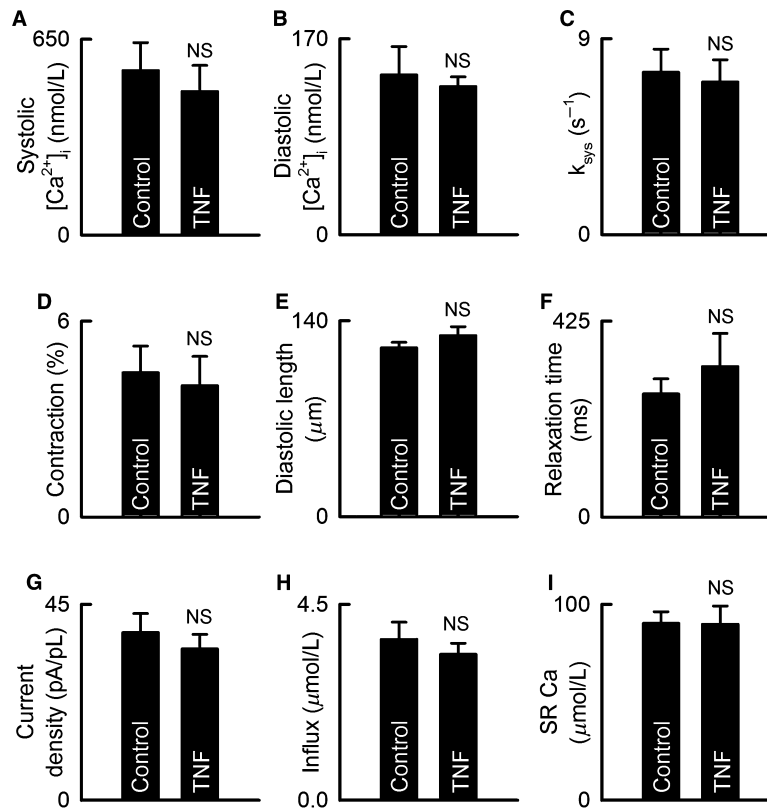 A
650
Systolic
[Ca²⁺]ᵢ (nmol/L)
0
Control
TNF
NS
B
170
Diastolic
[Ca²⁺]ᵢ (nmol/L)
0
Control
TNF
NS
C
9
kₛᵧₛ (s⁻¹)
0
Control
TNF
NS
D
6
Contraction (%)
0
Control
TNF
NS
E
140
Diastolic length
(μm)
0
Control
TNF
NS
F
425
Relaxation time
(ms)
0
Control
TNF
NS
G
45
Current
density (pA/pL)
0
Control
TNF
NS
H
4.5
Influx (μmol/L)
0.0
Control
TNF
NS
I
100
SR Ca
(μmol/L)
0
Control
TNF
NS